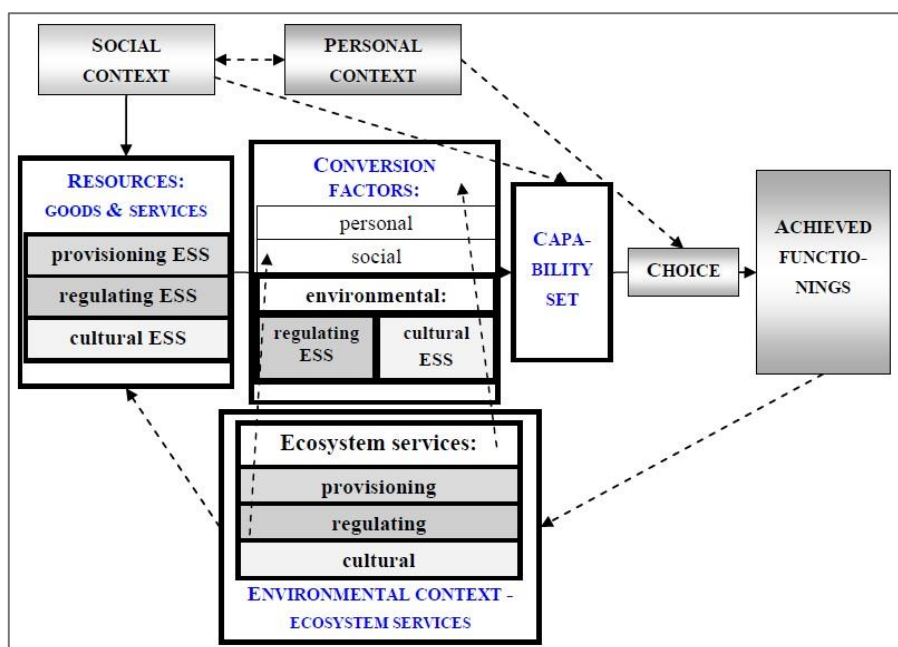 SOCIAL
CONTEXT
PERSONAL
CONTEXT
RESOURCES:
GOODS & SERVICES
provisioning ESS
regulating ESS
cultural ESS
CONVERSION
FACTORS:
personal
social
environmental:
regulating
ESS
cultural
ESS
CAPA-
BILITY
SET
CHOICE
ACHIEVED
FUNCTIO-
NINGS
Ecosystem services:
provisioning
regulating
cultural
ENVIRONMENTAL CONTEXT -
ECOSYSTEM SERVICES